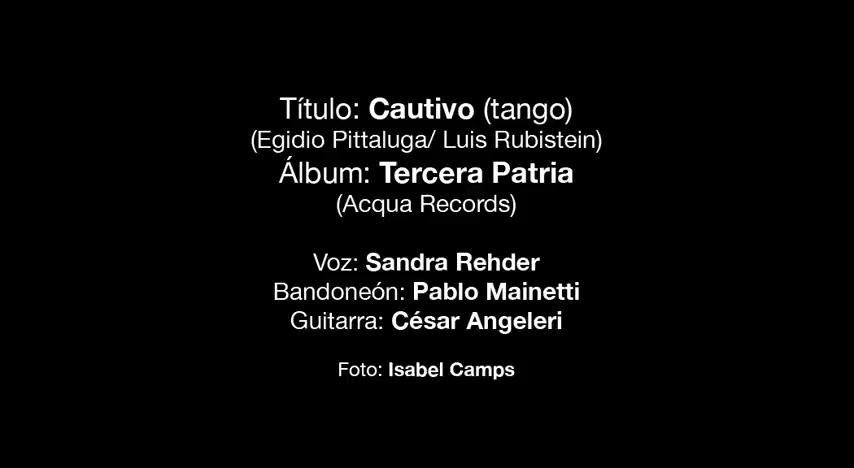 Título: Cautivo (tango)
(Egidio Pittaluga/ Luis Rubistein)
Álbum: Tercera Patria
(Acqua Records)
Voz: Sandra Rehder
Bandoneón: Pablo Mainetti
Guitarra: César Angeleri
Foto: Isabel Camps